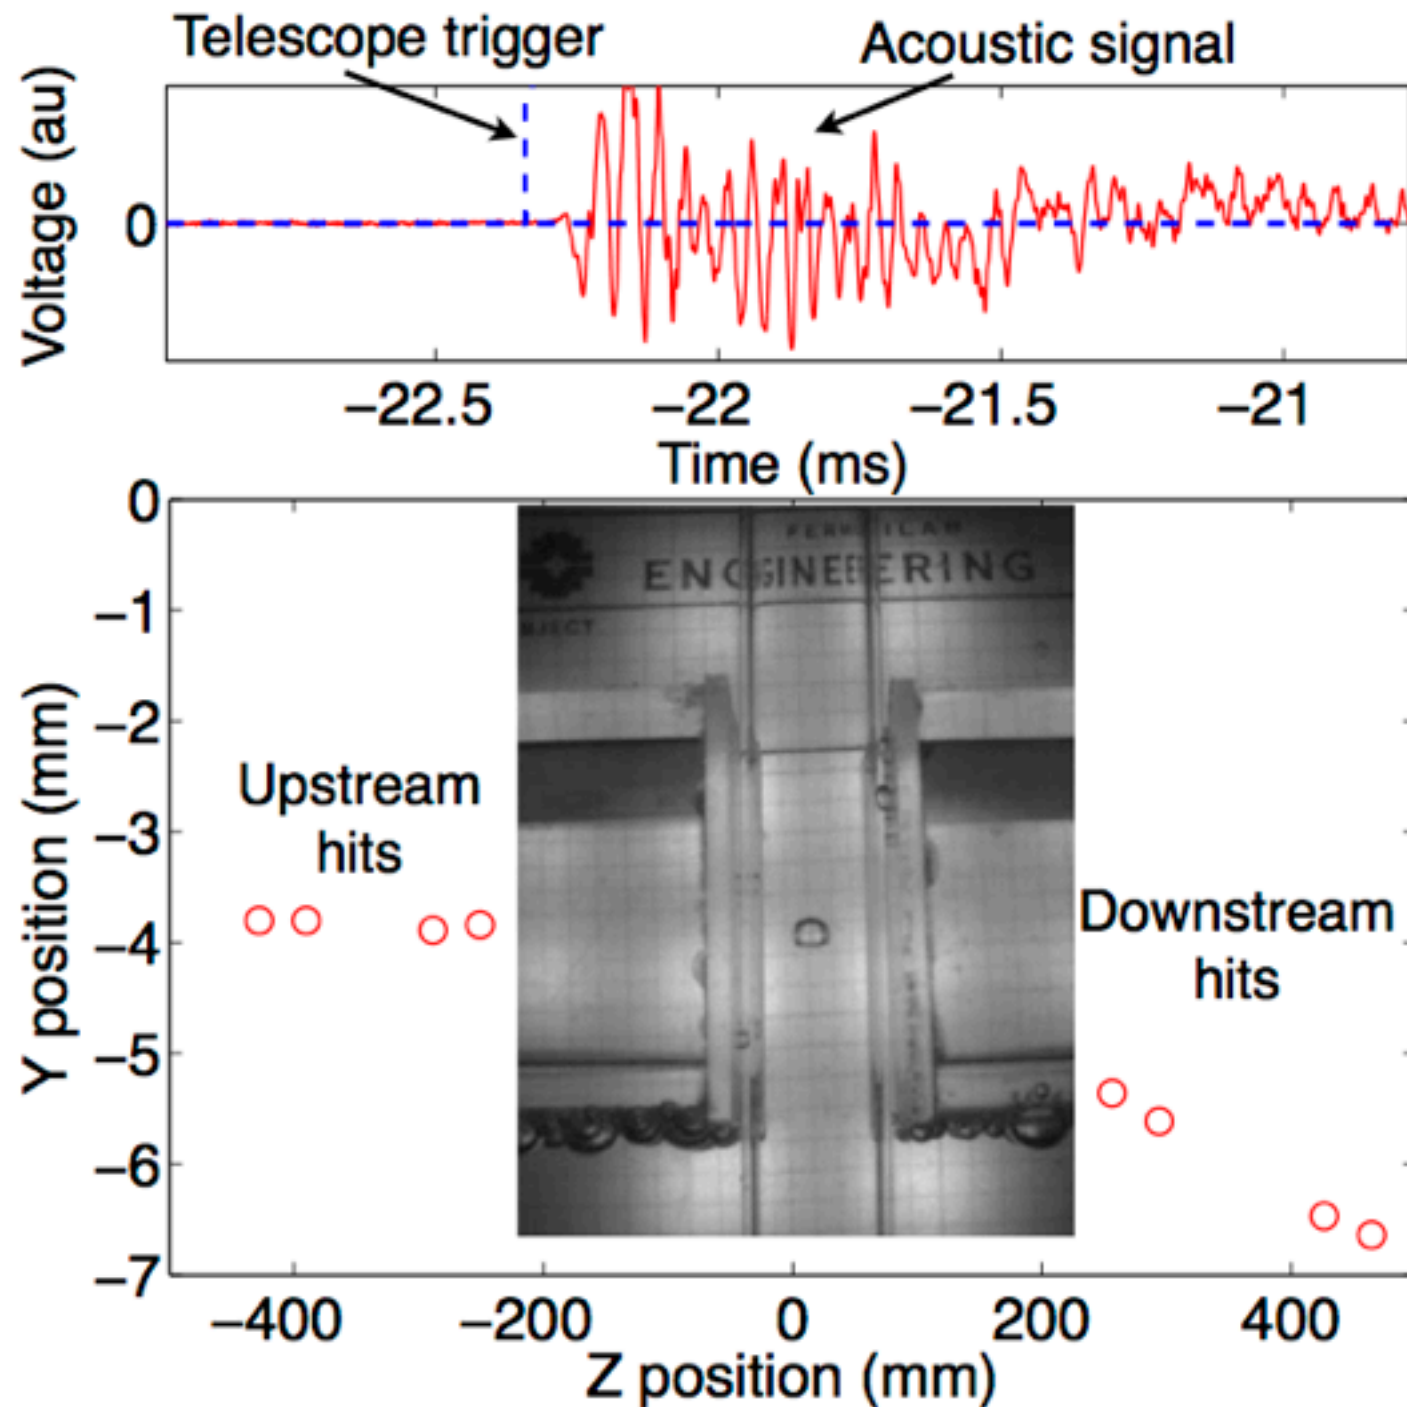 Telescope trigger
Acoustic signal
Voltage (au)
0
−22.5
−22
−21.5
−21
Time (ms)
0
−1
−2
−3
−4
−5
−6
−7
Y position (mm)
ENGINEERING
Upstream
hits
Downstream
hits
−400
−200
0
200
400
Z position (mm)